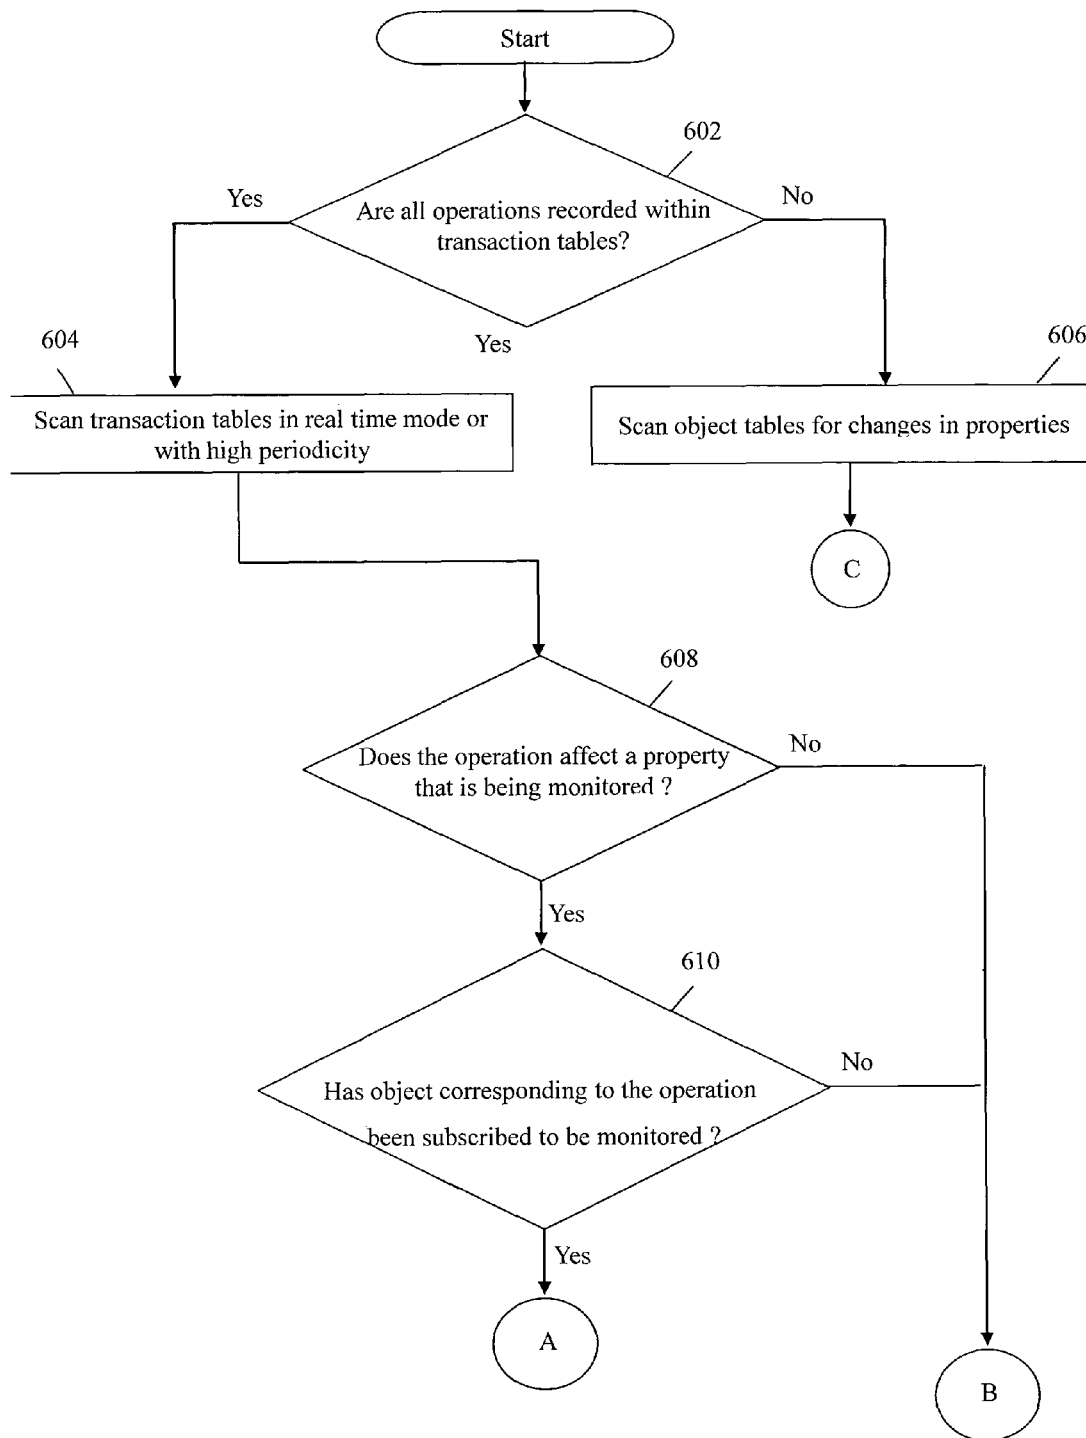 Start
602
Yes
No
Are all operations recorded within
transaction tables?
604
Yes
606
Scan transaction tables in real time mode or
with high periodicity
Scan object tables for changes in properties
C
608
No
Does the operation affect a property
that is being monitored ?
Yes
610
No
Has object corresponding to the operation
been subscribed to be monitored ?
Yes
A
B